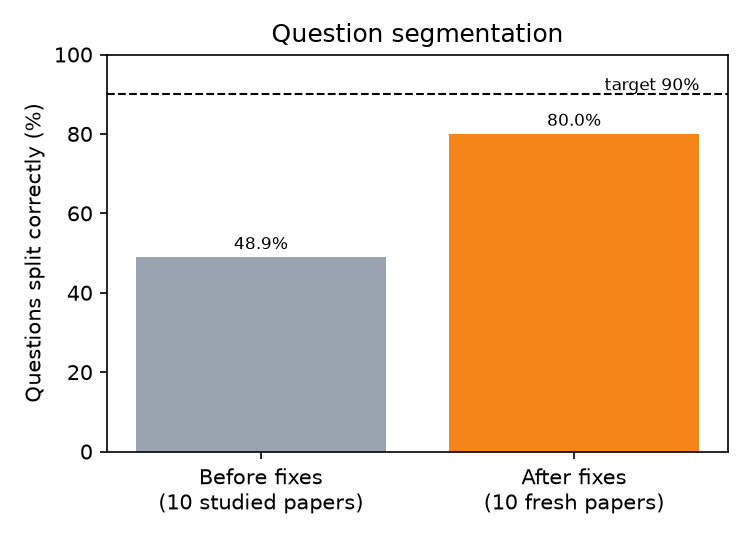 Question segmentation
Questions split correctly (%)
100
80
60
40
20
0
target 90%
48.9%
80.0%
Before fixes
(10 studied papers)
After fixes
(10 fresh papers)